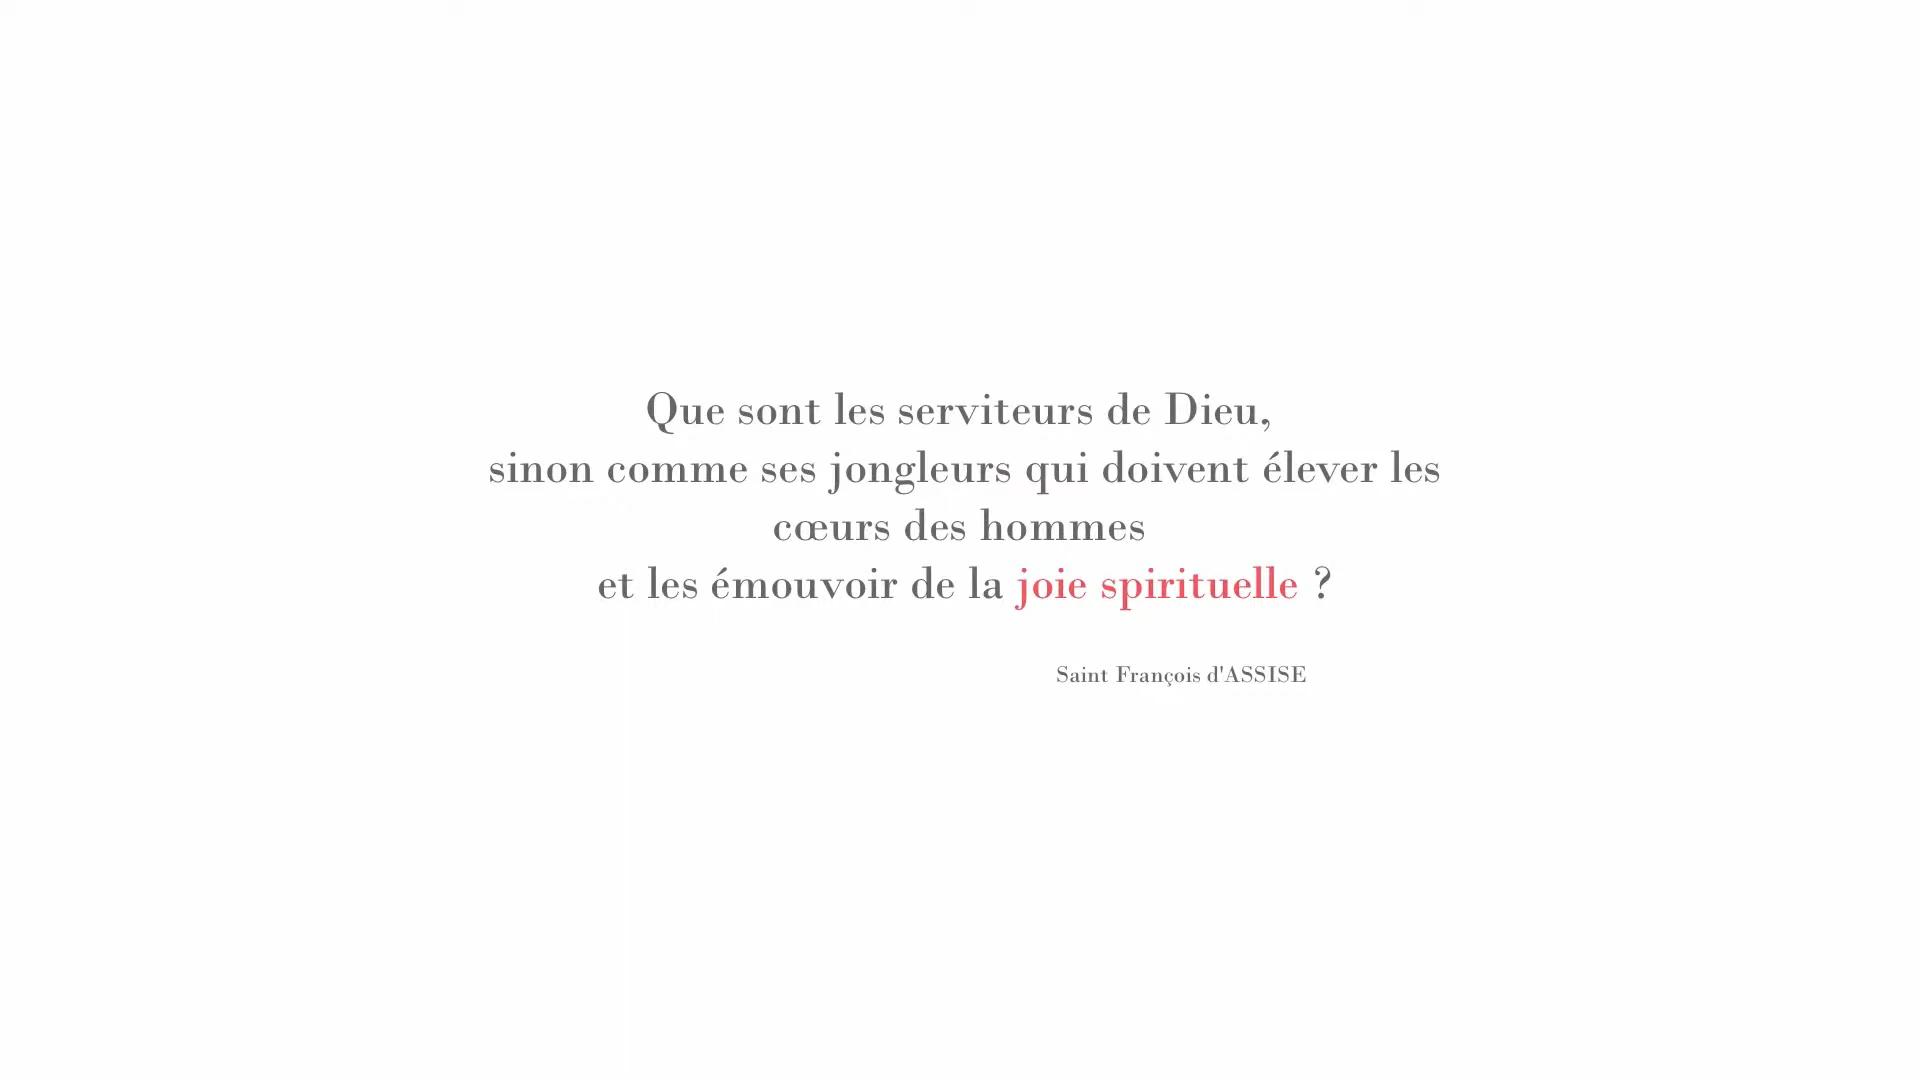 Que sont les serviteurs de Dieu,
sinon comme ses jongleurs qui doivent élever les
cœurs des hommes
et les émouvoir de la joie spirituelle ?
Saint François d'ASSISE